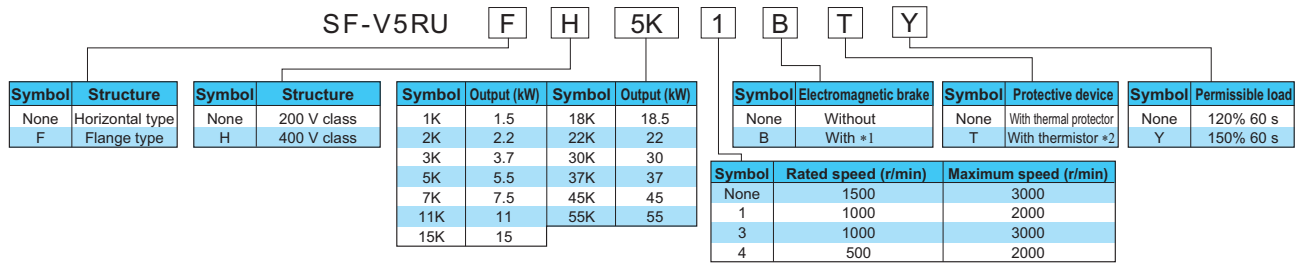 SF-V5RU F H 5K 1 B T Y
Symbol Structure
None Horizontal type
F Flange type
Symbol Structure
None 200 V class
H 400 V class
Symbol Output (kW) Symbol Output (kW)
1K 1.5 18K 18.5
2K 2.2 22K 22
3K 3.7 30K 30
5K 5.5 37K 37
7K 7.5 45K 45
11K 11 55K 55
15K 15
Symbol Electromagnetic brake
None Without
B With *1
Symbol Protective device
None With thermal protector
T With thermistor *2
Symbol Permissible load
None 120% 60 s
Y 150% 60 s
Symbol Rated speed (r/min) Maximum speed (r/min)
None 1500 3000
1 1000 2000
3 1000 3000
4 500 2000